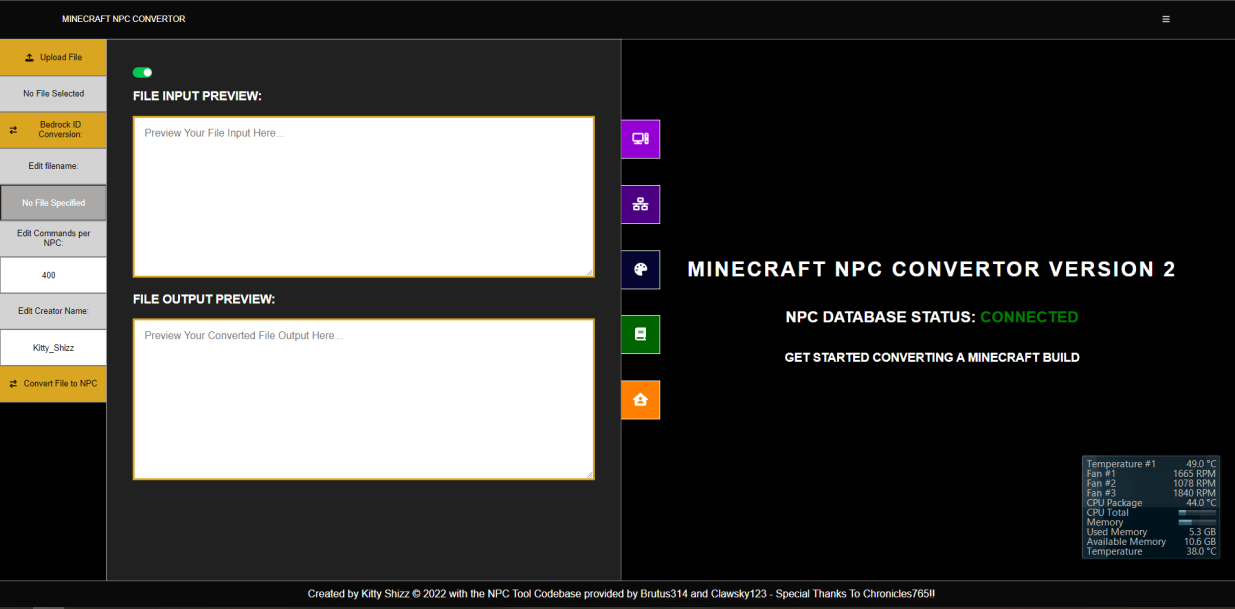 MINECRAFT NPC CONVERTOR
Upload File
No File Selected
Bedrock ID
Conversion:
Edit filename:
No File Specified
Edit Commands per
NPC:
400
Edit Creator Name:
Kitty_Shizz
Convert File to NPC
FILE INPUT PREVIEW:
Preview Your File Input Here...
FILE OUTPUT PREVIEW:
Preview Your Converted File Output Here...
MINECRAFT NPC CONVERTOR VERSION 2
NPC DATABASE STATUS: CONNECTED
GET STARTED CONVERTING A MINECRAFT BUILD
Temperature #1 49.0 °C
Fan #1 1665 RPM
Fan #2 1078 RPM
Fan #3 1840 RPM
CPU Package 44.0 °C
CPU Total
Memory
Used Memory 5.3 GB
Available Memory 10.6 GB
Temperature 38.0 °C
Created by Kitty Shizz © 2022 with the NPC Tool Codebase provided by Brutus314 and Clawsky123 - Special Thanks To Chronicles765!!